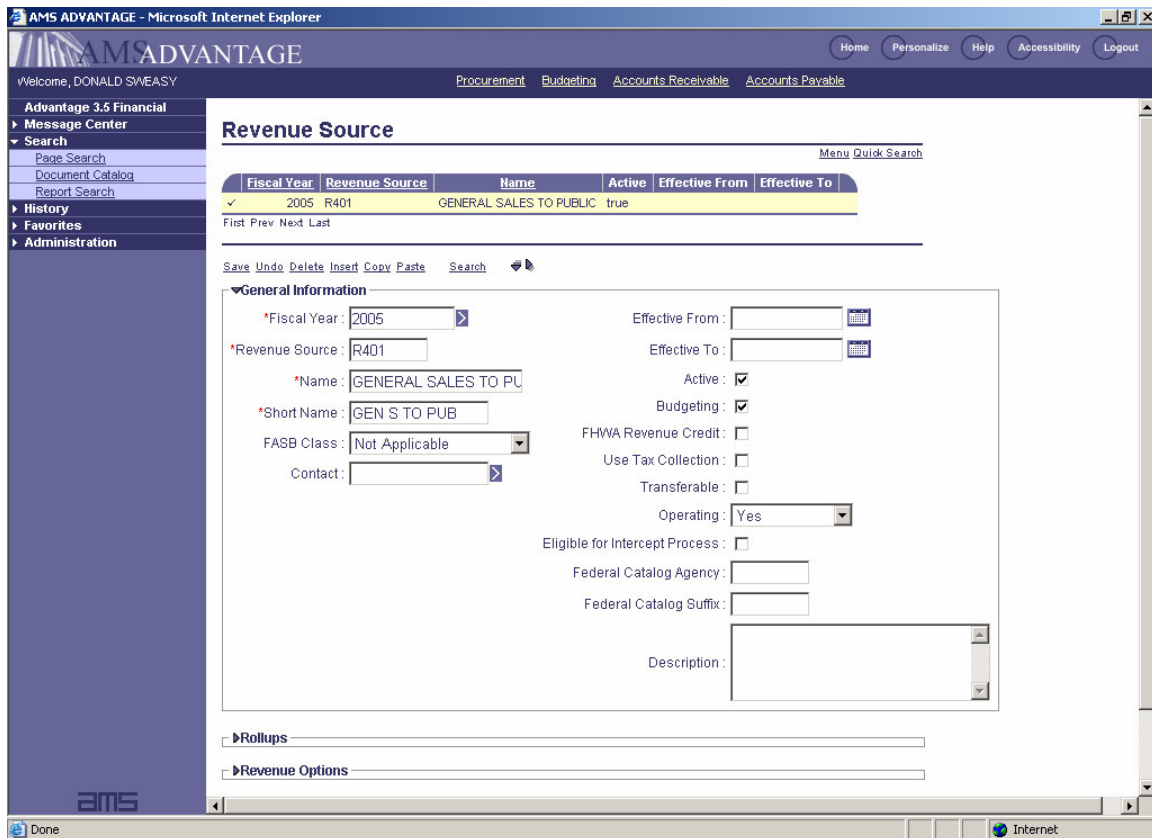 AMS ADVANTAGE - Microsoft Internet Explorer
AMSADVANTAGE
Home Personalize Help Accessibility Logout
Welcome, DONALD SWEASY
Procurement Budgeting Accounts Receivable Accounts Payable
Advantage 3.5 Financial
Message Center
Search
Page Search
Document Catalog
Report Search
History
Favorites
Administration
Revenue Source
Menu Quick Search
Fiscal Year Revenue Source Name Active Effective From Effective To
2005 R401 GENERAL SALES TO PUBLIC true
First Prev Next Last
Save Undo Delete Insert Copy Paste Search
General Information
*Fiscal Year : 2005
*Revenue Source : R401
*Name : GENERAL SALES TO PU
*Short Name : GEN S TO PUB
FASB Class : Not Applicable
Contact :
Effective From :
Effective To :
Active :
Budgeting :
FHWA Revenue Credit :
Use Tax Collection :
Transferable :
Operating : Yes
Eligible for Intercept Process :
Federal Catalog Agency :
Federal Catalog Suffix :
Description :
Rollups
Revenue Options
ams
Done
Internet